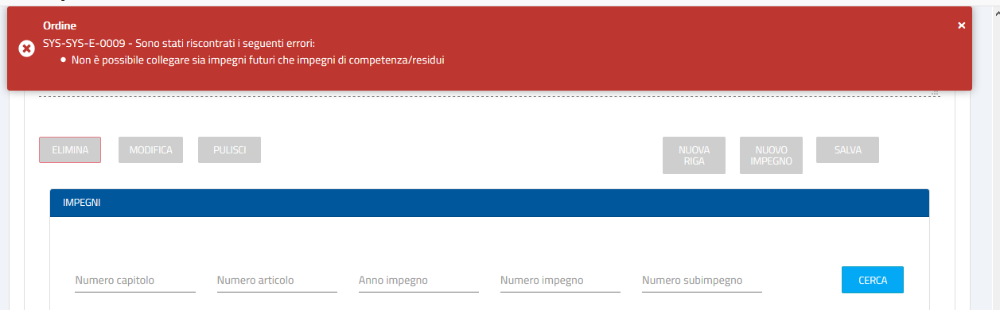 Ordine
SYS-SYS-E-0009 - Sono stati riscontrati i seguenti errori:
Non è possibile collegare sia impegni futuri che impegni di competenza/residui
ELIMINA
MODIFICA
PULISCI
NUOVA
RIGA
NUOVO
IMPEGNO
SALVA
IMPEGNI
Numero capitolo
Numero articolo
Anno impegno
Numero impegno
Numero subimpegno
CERCA